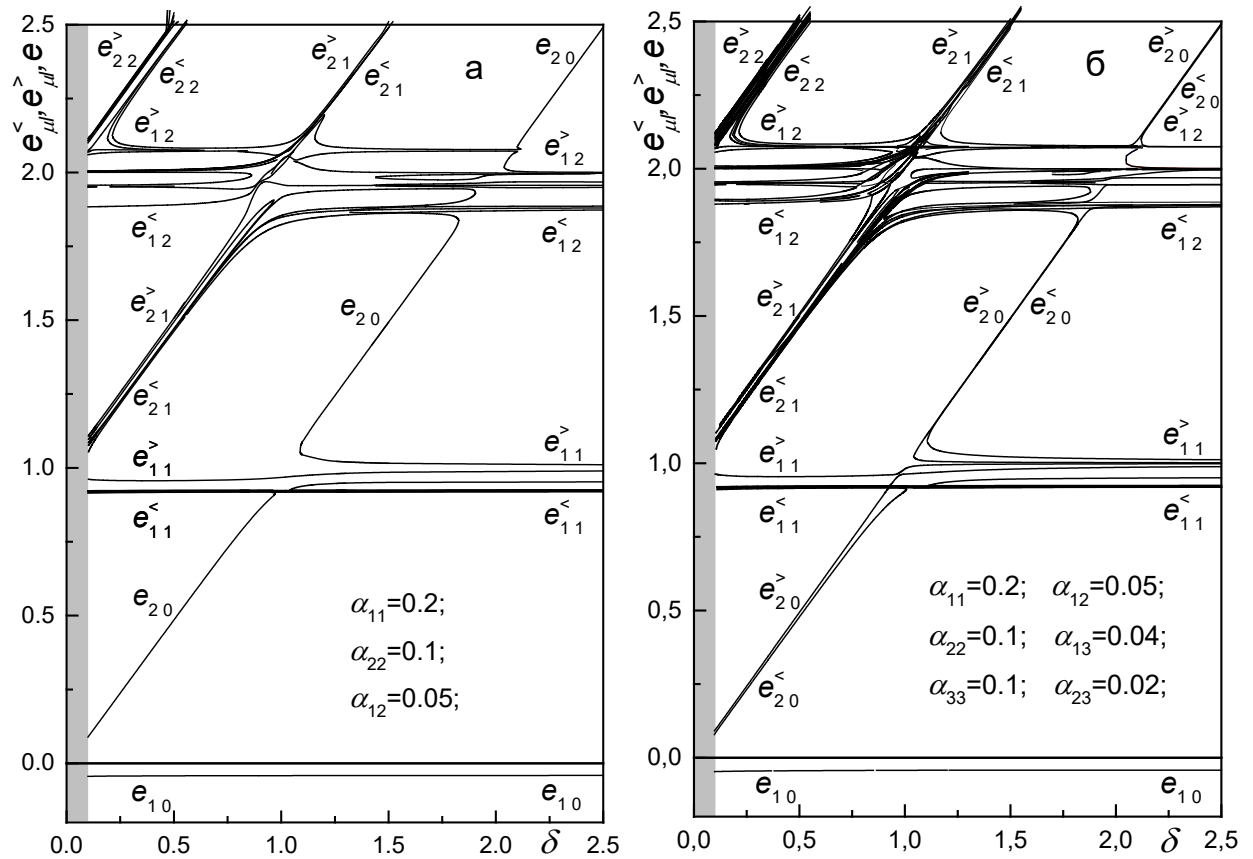 e^<_{μl}, e^>_{μl}, e
2.5
2.0
1.5
1.0
0.5
0.0
а
e^>_{22}
e^<_{22}
e^>_{21}
e^<_{21}
e_{20}
e^>_{12}
e^>_{12}
e^<_{12}
e^<_{12}
e^>_{21}
e_{20}
e^<_{21}
e^>_{11}
e^>_{11}
e^<_{11}
e^<_{11}
e_{20}
α_{11}=0.2;
α_{22}=0.1;
α_{12}=0.05;
e_{10}
e_{10}
0.0 0.5 1.0 1.5 2.0 δ 2.5
e^<_{μl}, e^>_{μl}, e
2,5
2,0
1,5
1,0
0,5
0,0
б
e^>_{22}
e^<_{22}
e^>_{21}
e^<_{21}
e^>_{20}
e^<_{20}
e^>_{12}
e^>_{12}
e^<_{12}
e^<_{12}
e^>_{21}
e^>_{20} e^<_{20}
e^<_{21}
e^>_{11}
e^>_{11}
e^<_{11}
e^<_{11}
e^>_{20}
e^<_{20}
α_{11}=0.2; α_{12}=0.05;
α_{22}=0.1; α_{13}=0.04;
α_{33}=0.1; α_{23}=0.02;
e_{10}
e_{10}
0,0 0,5 1,0 1,5 2,0 δ 2,5